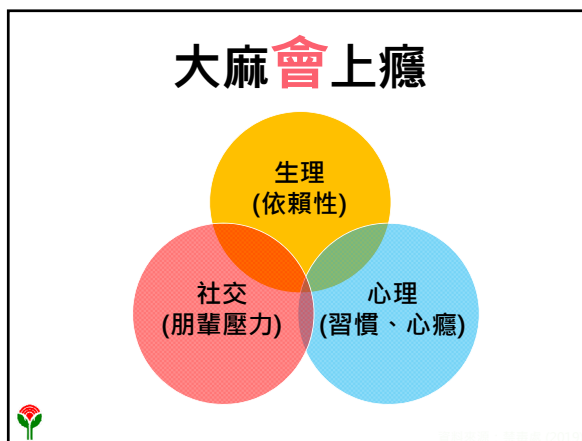 大麻會上癮
生理
(依賴性)
社交
(朋輩壓力)
心理
(習慣、心癮)